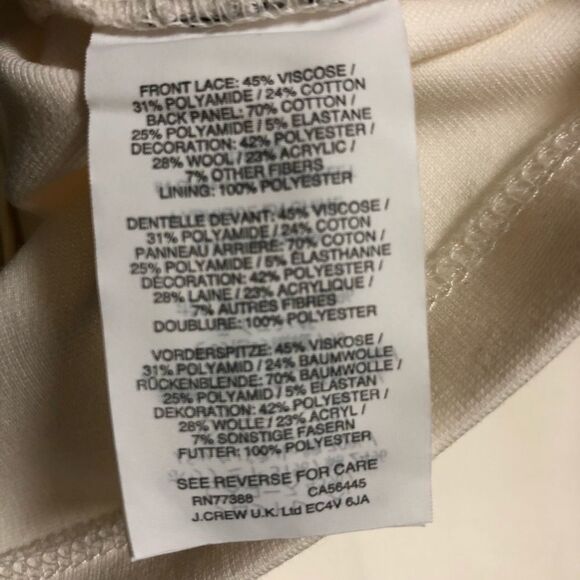 FRONT LACE: 45% VISCOSE /
31% POLYAMIDE / 24% COTTON
BACK PANEL: 70% COTTON /
25% POLYAMIDE / 5% ELASTANE
DECORATION: 42% POLYESTER /
28% WOOL / 23% ACRYLIC /
7% OTHER FIBERS
LINING: 100% POLYESTER
DENTELLE DEVANT: 45% VISCOSE /
31% POLYAMIDE / 24% COTON
PANNEAU ARRIÈRE: 70% COTON /
25% POLYAMIDE / 5% ÉLASTHANNE
DÉCORATION: 42% POLYESTER /
28% LAINE / 23% ACRYLIQUE /
7% AUTRES FIBRES
DOUBLURE: 100% POLYESTER
VORDERSPITZE: 45% VISKOSE /
31% POLYAMID / 24% BAUMWOLLE
RÜCKENBLENDE: 70% BAUMWOLLE /
25% POLYAMID / 5% ELASTAN
DEKORATION: 42% POLYESTER /
28% WOLLE / 23% ACRYL /
7% SONSTIGE FASERN
FUTTER: 100% POLYESTER
SEE REVERSE FOR CARE
RN77388 CA56445
J.CREW U.K. Ltd EC4V 6JA